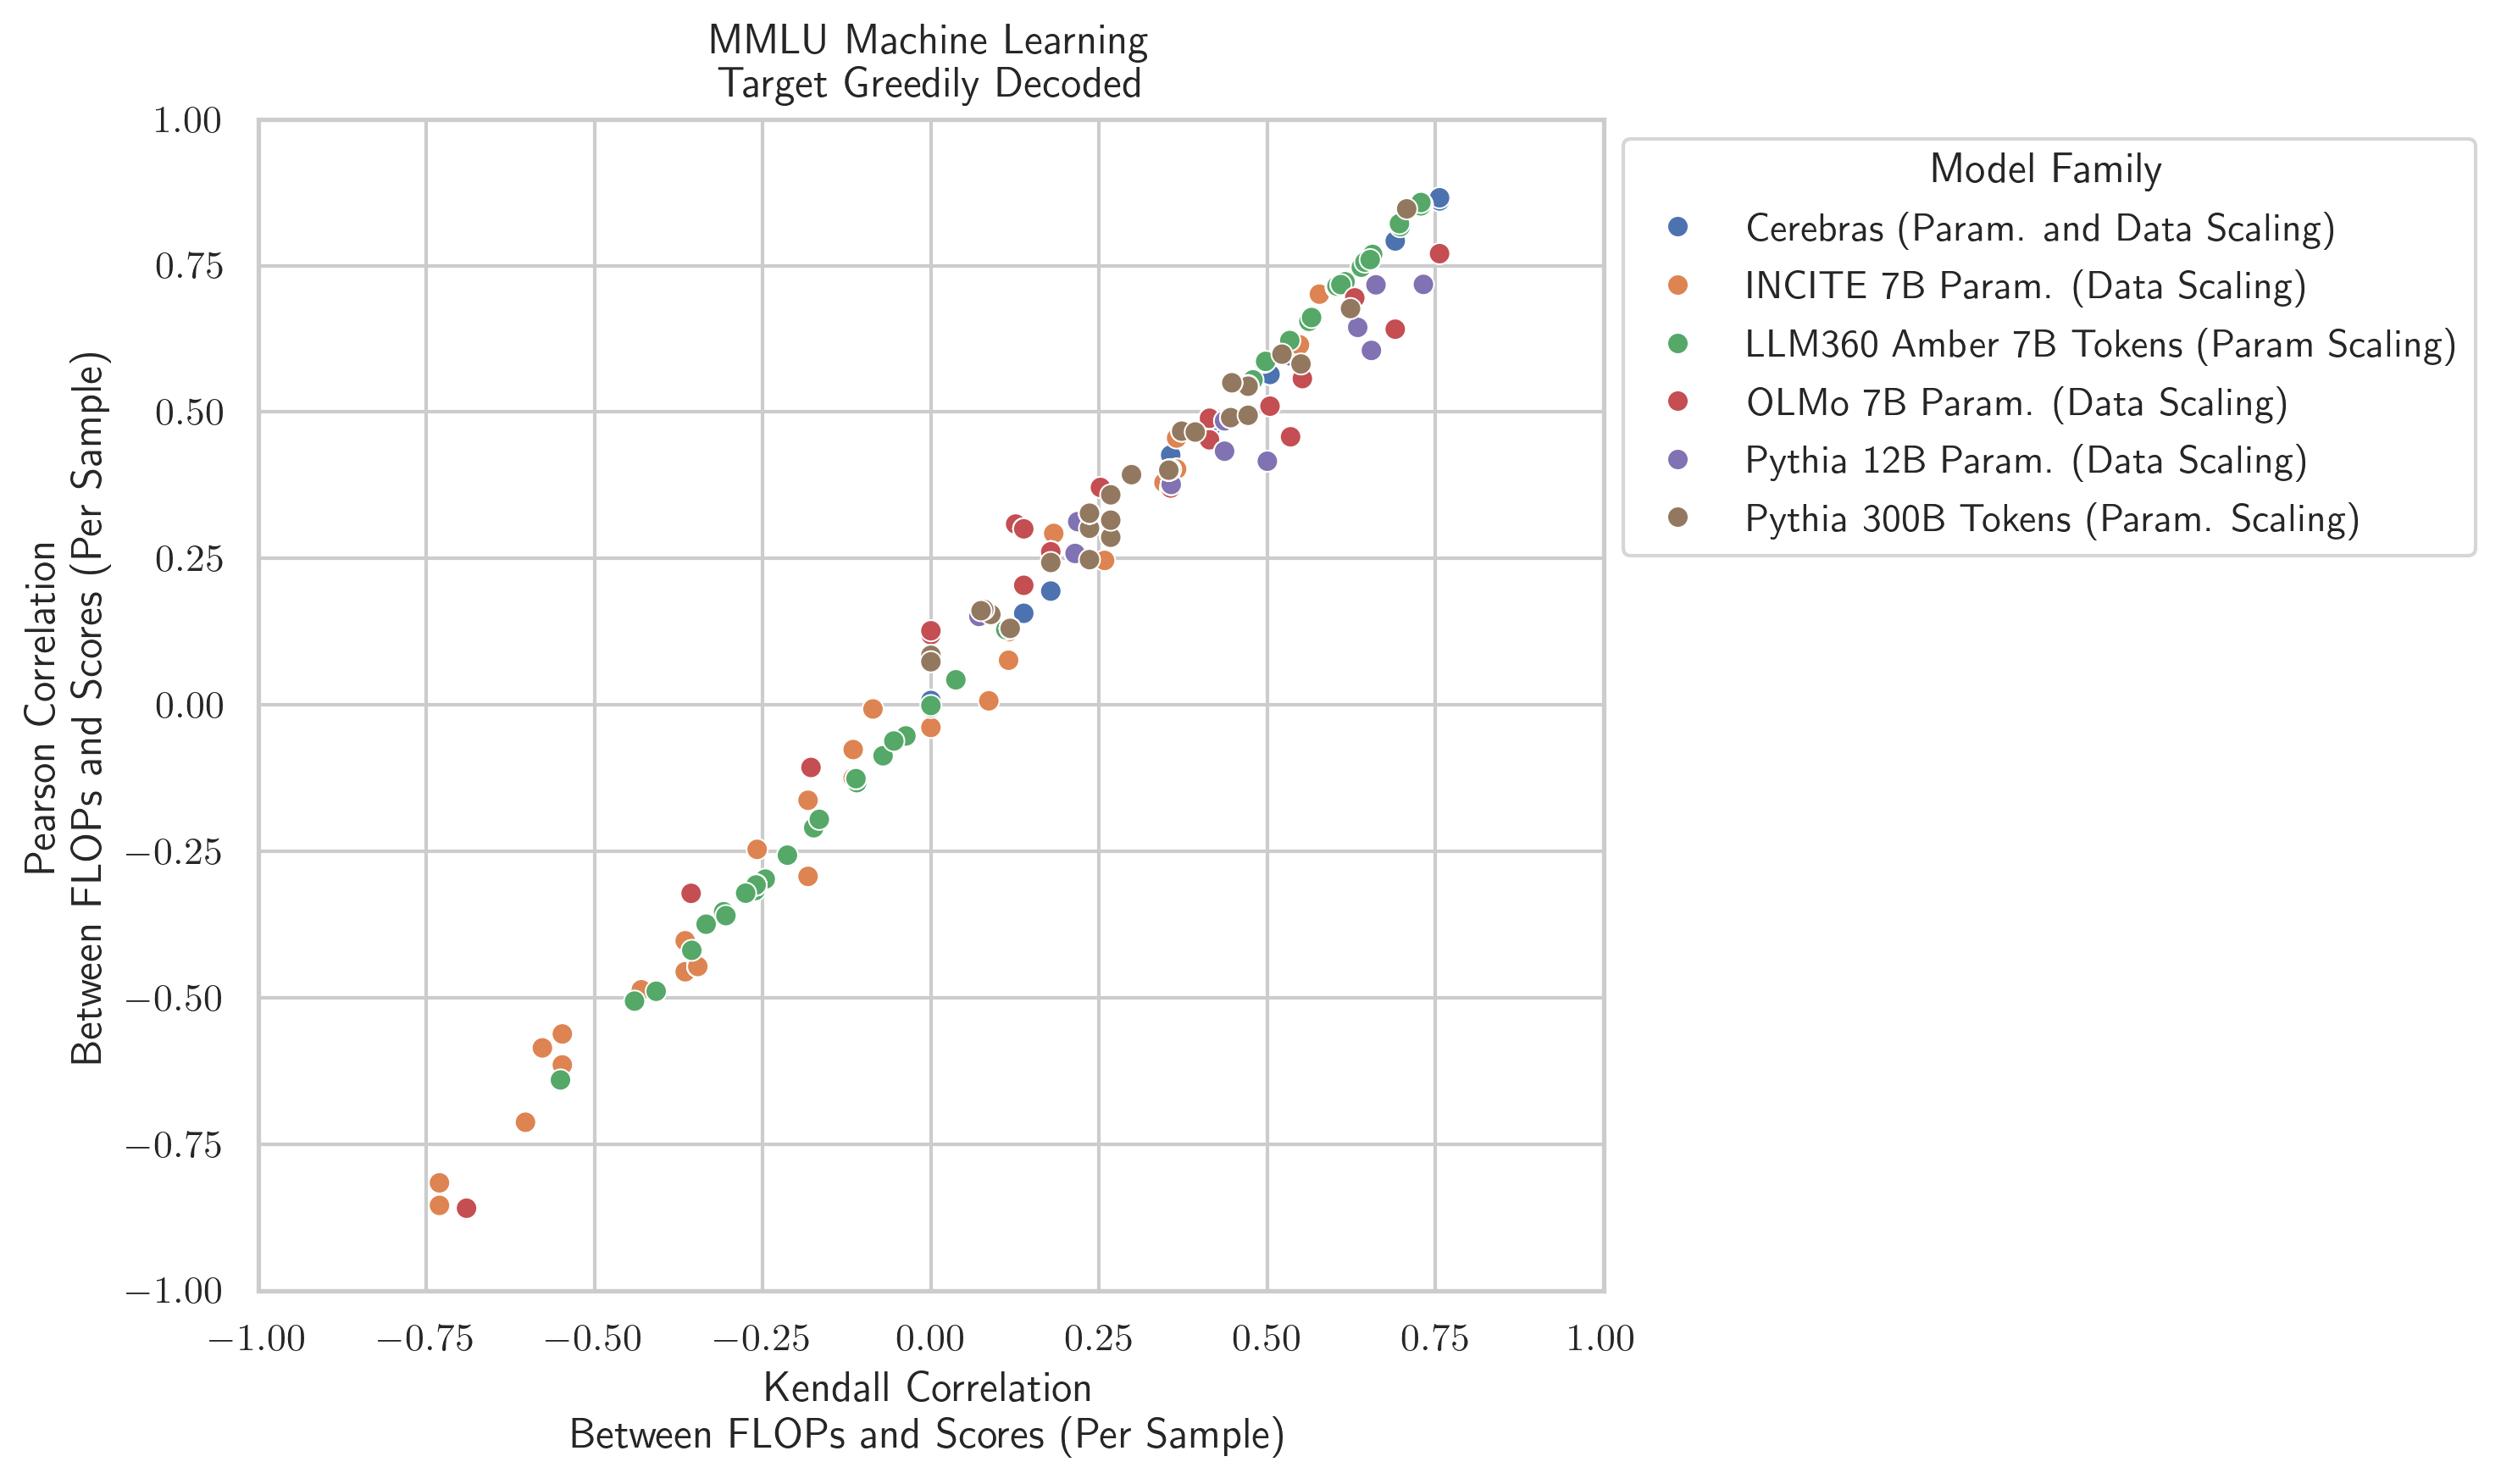 MMLU Machine Learning
Target Greedily Decoded
1.00
0.75
0.50
0.25
0.00
−0.25
−0.50
−0.75
−1.00
Pearson Correlation
Between FLOPs and Scores (Per Sample)
−1.00 −0.75 −0.50 −0.25 0.00 0.25 0.50 0.75 1.00
Kendall Correlation
Between FLOPs and Scores (Per Sample)
Model Family
Cerebras (Param. and Data Scaling)
INCITE 7B Param. (Data Scaling)
LLM360 Amber 7B Tokens (Param Scaling)
OLMo 7B Param. (Data Scaling)
Pythia 12B Param. (Data Scaling)
Pythia 300B Tokens (Param. Scaling)